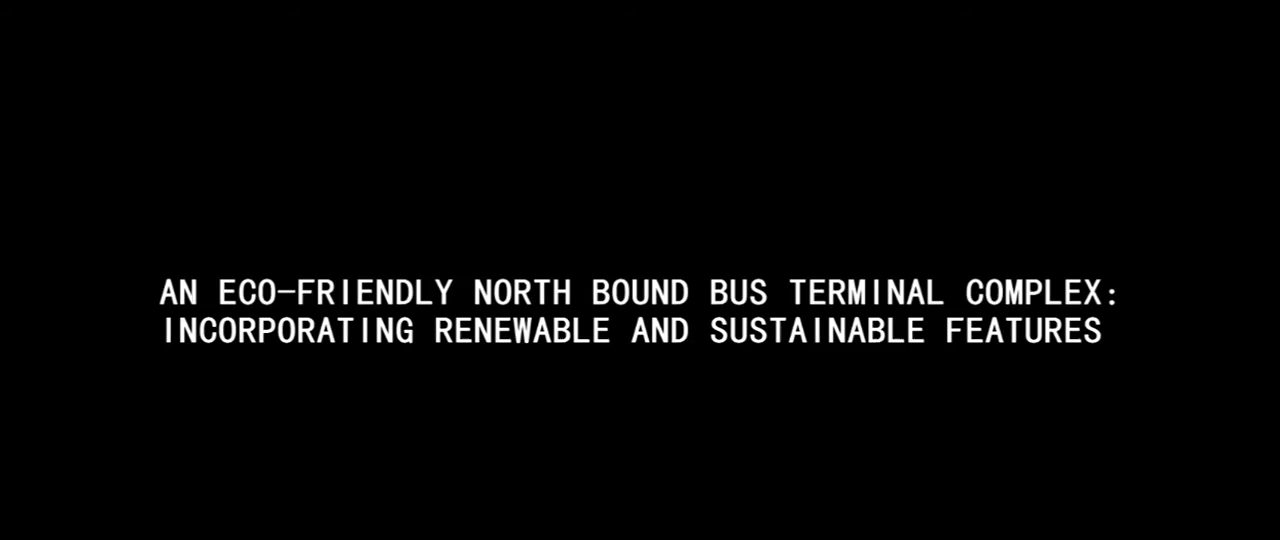 AN ECO-FRIENDLY NORTH BOUND BUS TERMINAL COMPLEX:
INCORPORATING RENEWABLE AND SUSTAINABLE FEATURES